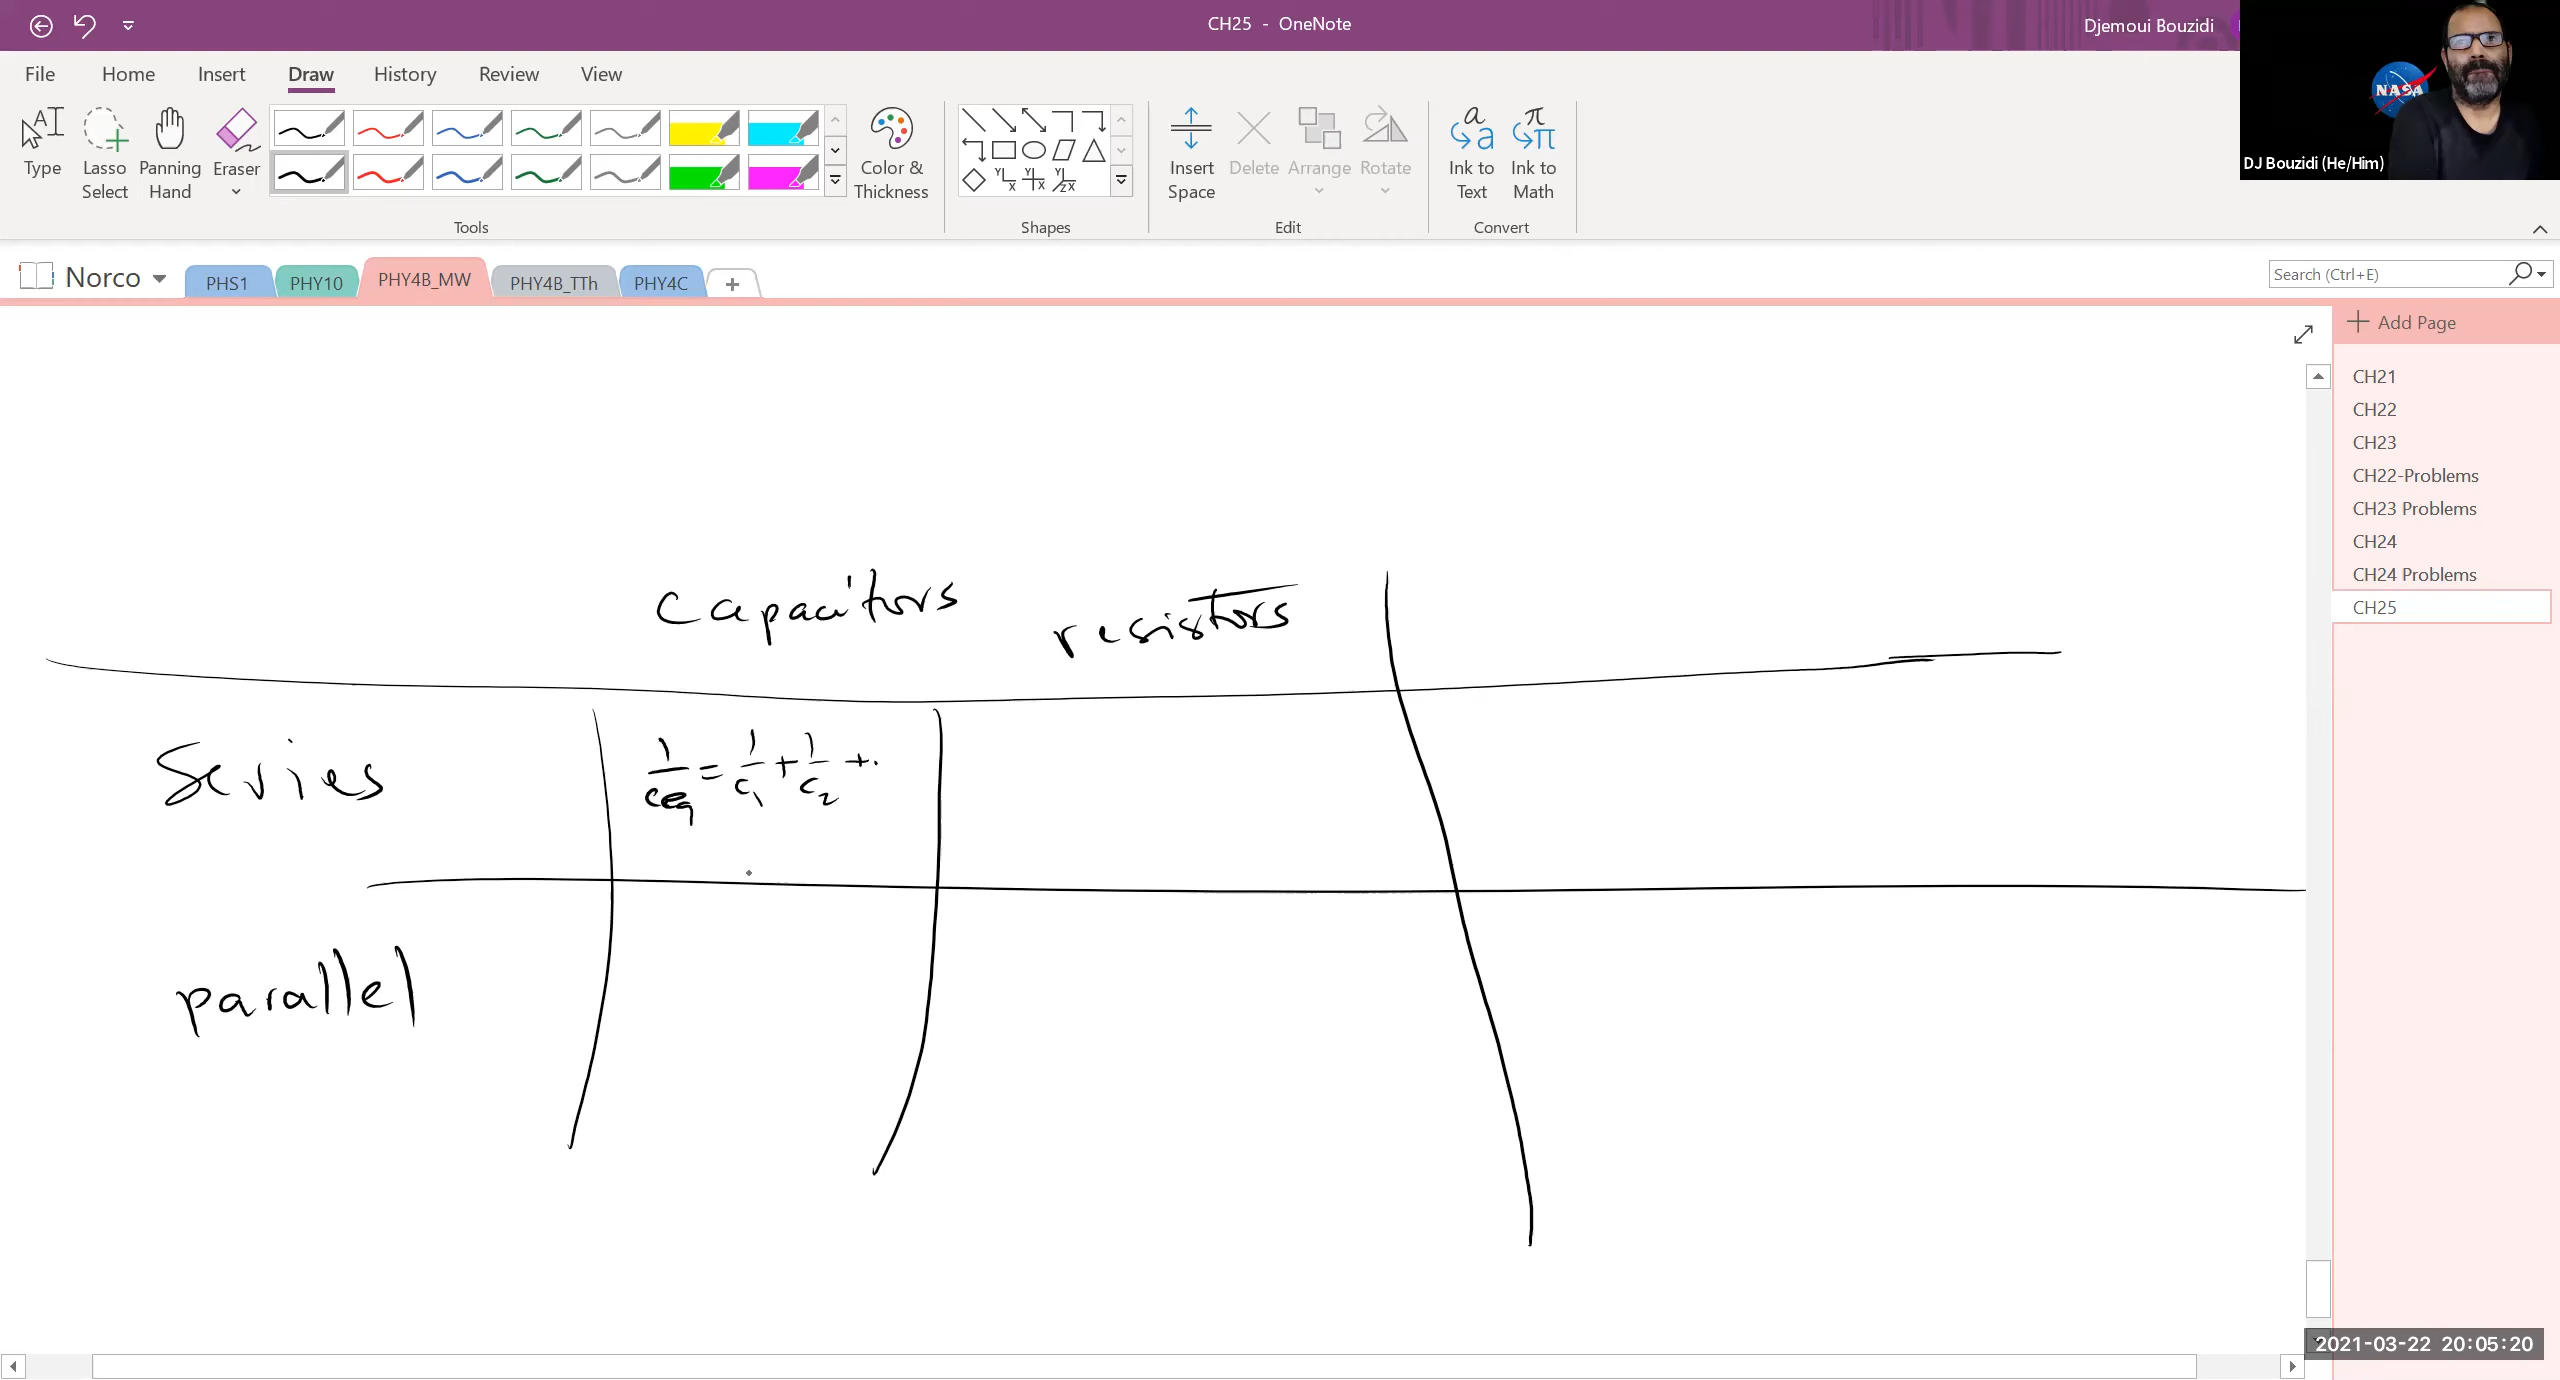 CH25 - OneNote
Djemoui Bouzidi
File Home Insert Draw History Review View
Type
Lasso Select
Panning Hand
Eraser
Color & Thickness
Insert Space
Delete
Arrange
Rotate
Ink to Text
Ink to Math
Tools
Shapes
Edit
Convert
NASA
DJ Bouzidi (He/Him)
Norco PHS1 PHY10 PHY4B_MW PHY4B_TTh PHY4C +
Search (Ctrl+E)
Add Page
CH21
CH22
CH23
CH22-Problems
CH23 Problems
CH24
CH24 Problems
CH25
Capacitors resistors
Series 1/Ceq = 1/C1 + 1/C2 + .
parallel
2021-03-22 20:05:20